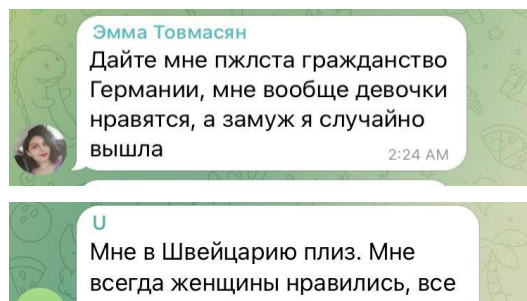 Эмма Товмасян
Дайте мне пжлста гражданство
Германии, мне вообще девочки
нравятся, а замуж я случайно
вышла
2:24 AM
U
Мне в Швейцарию плиз. Мне
всегда женщины нравились, все